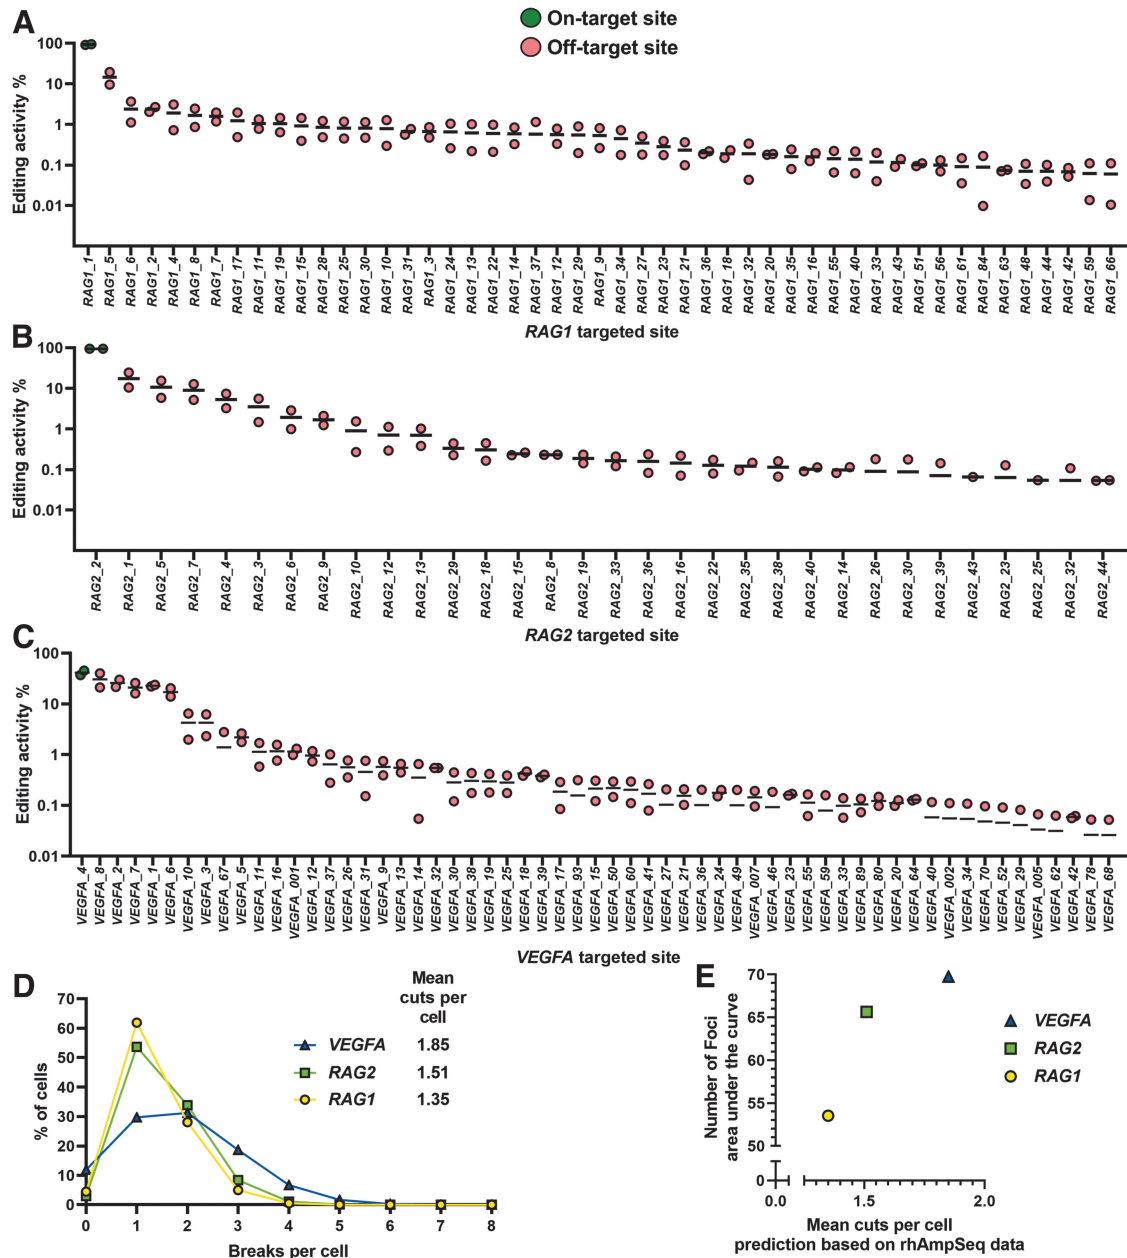 A
On-target site
Off-target site
Editing activity %
100
10
1
0.1
0.01
RAG1_1 RAG1_5 RAG1_6 RAG1_2 RAG1_4 RAG1_8 RAG1_7 RAG1_17 RAG1_11 RAG1_19 RAG1_15 RAG1_28 RAG1_25 RAG1_30 RAG1_10 RAG1_31 RAG1_3 RAG1_24 RAG1_13 RAG1_22 RAG1_14 RAG1_37 RAG1_12 RAG1_29 RAG1_9 RAG1_34 RAG1_27 RAG1_23 RAG1_21 RAG1_36 RAG1_18 RAG1_32 RAG1_20 RAG1_35 RAG1_16 RAG1_55 RAG1_40 RAG1_33 RAG1_43 RAG1_51 RAG1_56 RAG1_61 RAG1_84 RAG1_63 RAG1_48 RAG1_44 RAG1_42 RAG1_59 RAG1_66
RAG1 targeted site
B
Editing activity %
100
10
1
0.1
0.01
RAG2_2 RAG2_1 RAG2_5 RAG2_7 RAG2_4 RAG2_3 RAG2_6 RAG2_9 RAG2_10 RAG2_12 RAG2_13 RAG2_29 RAG2_18 RAG2_15 RAG2_8 RAG2_19 RAG2_33 RAG2_36 RAG2_16 RAG2_22 RAG2_35 RAG2_38 RAG2_40 RAG2_14 RAG2_26 RAG2_30 RAG2_39 RAG2_43 RAG2_23 RAG2_25 RAG2_32 RAG2_44
RAG2 targeted site
C
Editing activity %
100
10
1
0.1
0.01
VEGFA_4 VEGFA_8 VEGFA_2 VEGFA_7 VEGFA_1 VEGFA_6 VEGFA_10 VEGFA_3 VEGFA_67 VEGFA_5 VEGFA_11 VEGFA_16 VEGFA_001 VEGFA_12 VEGFA_37 VEGFA_26 VEGFA_31 VEGFA_9 VEGFA_13 VEGFA_14 VEGFA_32 VEGFA_30 VEGFA_38 VEGFA_19 VEGFA_25 VEGFA_18 VEGFA_39 VEGFA_17 VEGFA_93 VEGFA_15 VEGFA_50 VEGFA_60 VEGFA_41 VEGFA_27 VEGFA_21 VEGFA_36 VEGFA_24 VEGFA_49 VEGFA_007 VEGFA_46 VEGFA_23 VEGFA_55 VEGFA_59 VEGFA_33 VEGFA_89 VEGFA_80 VEGFA_20 VEGFA_64 VEGFA_40 VEGFA_002 VEGFA_34 VEGFA_70 VEGFA_52 VEGFA_29 VEGFA_005 VEGFA_62 VEGFA_42 VEGFA_78 VEGFA_68
VEGFA targeted site
D
% of cells
70
60
50
40
30
20
10
0
0 1 2 3 4 5 6 7 8
Breaks per cell
Mean
cuts per
cell
VEGFA 1.85
RAG2 1.51
RAG1 1.35
E
Number of Foci
area under the curve
70
65
60
55
50
0
0.0 1.5 2.0
Mean cuts per cell
prediction based on rhAmpSeq data
VEGFA
RAG2
RAG1